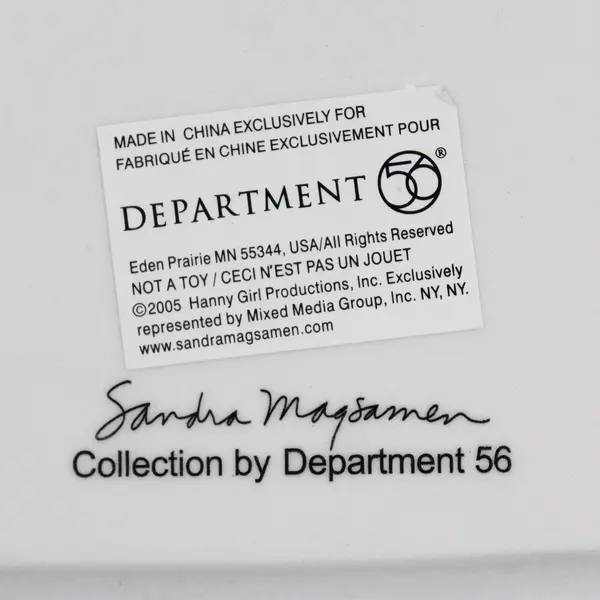 MADE IN CHINA EXCLUSIVELY FOR
FABRIQUÉ EN CHINE EXCLUSIVEMENT POUR
DEPARTMENT 56®
Eden Prairie MN 55344, USA/All Rights Reserved
NOT A TOY / CECI N'EST PAS UN JOUET
©2005 Hanny Girl Productions, Inc. Exclusively
represented by Mixed Media Group, Inc. NY, NY.
www.sandramagsamen.com
Sandra Magsamen
Collection by Department 56